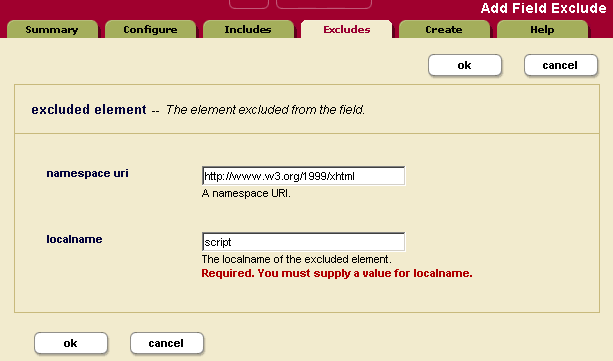 Add Field Exclude
Summary Configure Includes Excludes Create Help
ok cancel
excluded element -- The element excluded from the field.
namespace uri http://www.w3.org/1999/xhtml
A namespace URI.
localname script
The localname of the excluded element.
Required. You must supply a value for localname.
ok cancel